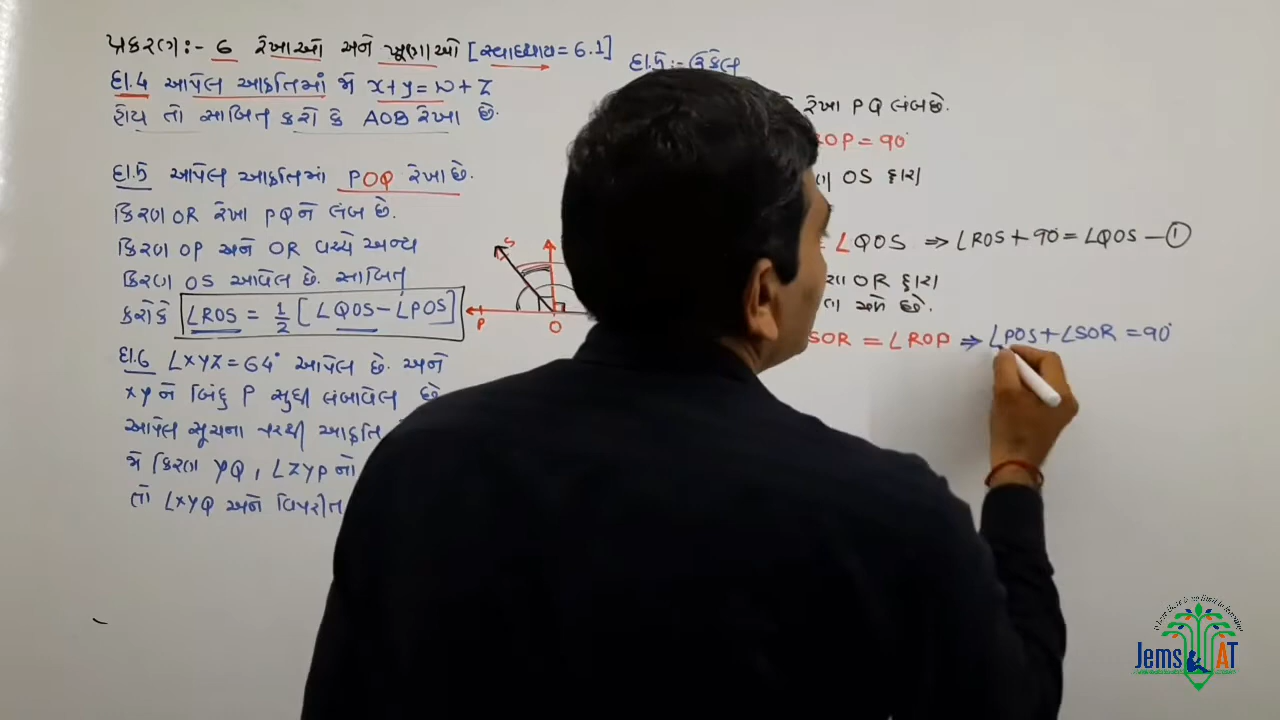 પ્રકરણ:- 6 રેખાઓ અને ખૂણાઓ [સ્વાધ્યાય = 6.1]
દા.4 આપેલ આકૃતિમાં જો x+y=w+z
હોય તો સાબિત કરો કે AOB રેખા છે.
દા.5 આપેલ આકૃતિમાં POQ રેખા છે.
કિરણ OR રેખા PQને લંબ છે.
કિરણ OP અને OR વચ્ચે અન્ય
કિરણ OS આવેલ છે. સાબિત
કરોકે ∠ROS = 1/2 [∠QOS-∠POS]
દા.6 ∠XYZ=64° આપેલ છે. અને
XYને બિંદુ P સુધી લંબાવેલ છે
આપેલ સૂચના પરથી આકૃતિ
જો કિરણ YQ, ∠ZYPનો
તો ∠XYQ અને વિપરીત
S
P
O
દા.5:- ઉકેલ
રેખા PQ લંબછે.
ROP = 90°
OS દ્વારા
= ∠QOS ⇒ ∠ROS + 90 = ∠QOS - ①
OR દ્વારા
અને છે.
SOR = ∠ROP ⇒ ∠POS+∠SOR = 90°
Jems AT